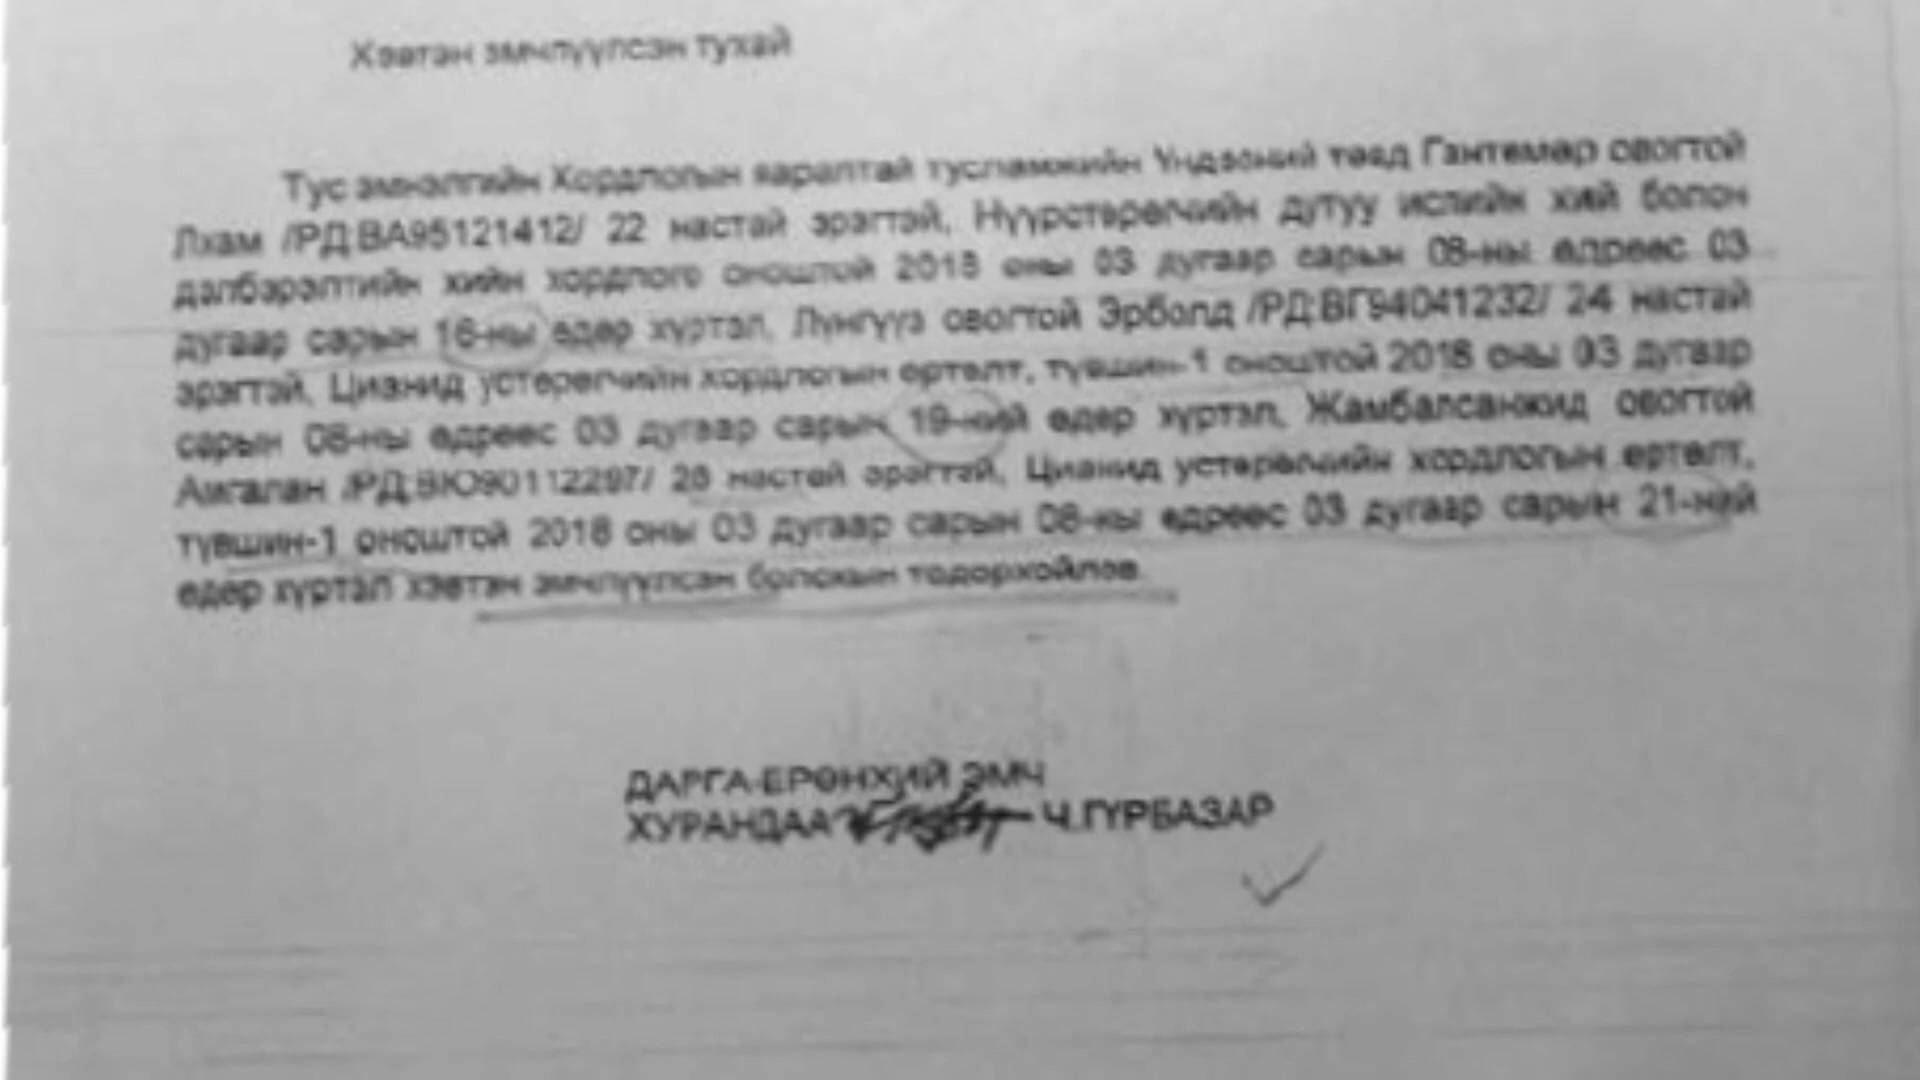 Хэвтэн эмчлүүлсэн тухай
Тус эмнэлгийн Хордлогын яаралтай тусламжийн Үндэсний төвд Гантөмөр овогтой
Лхам /РД:ВА95121412/ 22 настай эрэгтэй, Нүүрстөрөгчийн дутуу ислийн хий болон
дэлбэрэлтийн хийн хордлого оноштой 2018 оны 03 дугаар сарын 08-ны өдрөөс 03
дугаар сарын 16-ны өдөр хүртэл, Лүнгүүз овогтой Эрболд /РД:ВГ94041232/ 24 настай
эрэгтэй, Цианид устөрөгчийн хордлогын өртөлт, түвшин-1 оноштой 2018 оны 03 дугаар
сарын 08-ны өдрөөс 03 дугаар сарын 19-ний өдөр хүртэл, Жамбалсанжид овогтой
Амгалан /РД:ВЮ90112297/ 28 настай эрэгтэй, Цианид устөрөгчийн хордлогын өртөлт,
түвшин-1 оноштой 2018 оны 03 дугаар сарын 08-ны өдрөөс 03 дугаар сарын 21-ний
өдөр хүртэл хэвтэн эмчлүүлсэн болохын тодорхойлов.
ДАРГА-ЕРӨНХИЙ ЭМЧ
ХУРАНДАА Ч.ГҮРБАЗАР